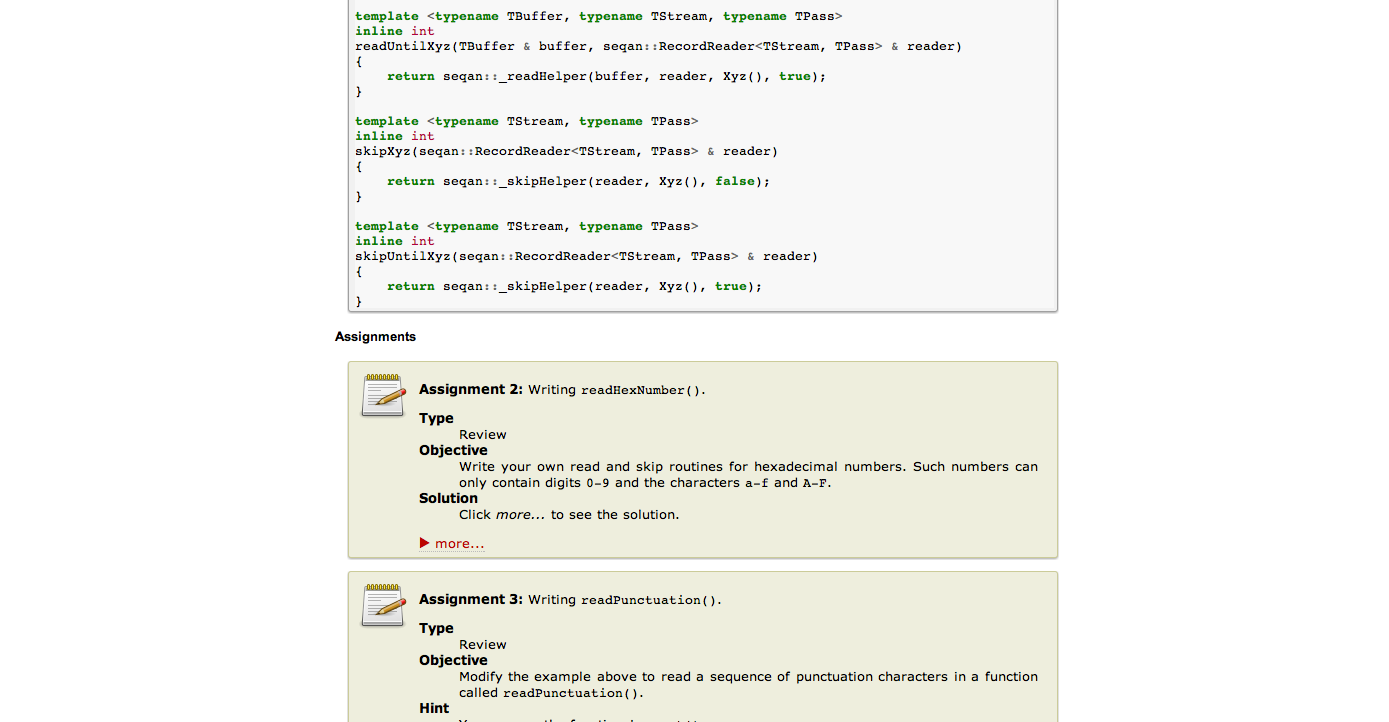 template <typename TBuffer, typename TStream, typename TPass>
inline int
readUntilXyz(TBuffer & buffer, seqan::RecordReader<TStream, TPass> & reader)
{
    return seqan::_readHelper(buffer, reader, Xyz(), true);
}
template <typename TStream, typename TPass>
inline int
skipXyz(seqan::RecordReader<TStream, TPass> & reader)
{
    return seqan::_skipHelper(reader, Xyz(), false);
}
template <typename TStream, typename TPass>
inline int
skipUntilXyz(seqan::RecordReader<TStream, TPass> & reader)
{
    return seqan::_skipHelper(reader, Xyz(), true);
}
Assignments
Assignment 2: Writing readHexNumber().
Type
Review
Objective
Write your own read and skip routines for hexadecimal numbers. Such numbers can
only contain digits 0-9 and the characters a-f and A-F.
Solution
Click more... to see the solution.
more...
Assignment 3: Writing readPunctuation().
Type
Review
Objective
Modify the example above to read a sequence of punctuation characters in a function
called readPunctuation().
Hint